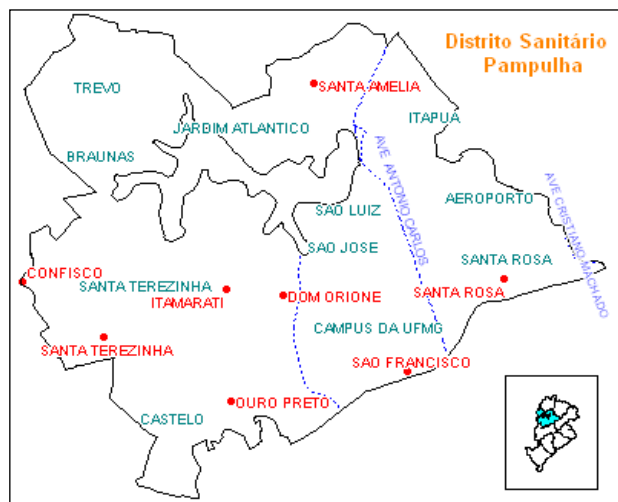 Distrito Sanitário
Pampulha
TREVO
SANTA AMELIA
ITAPUA
JARDIM ATLANTICO
BRAUNAS
AVE ANTONIO CARLOS
AEROPORTO
AVE CRISTIANO MACHADO
SAO LUIZ
SAO JOSE
SANTA ROSA
CONFISCO
SANTA TEREZINHA
ITAMARATI
DOM ORIONE
SANTA ROSA
CAMPUS DA UFMG
SANTA TEREZINHA
SAO FRANCISCO
OURO PRETO
CASTELO